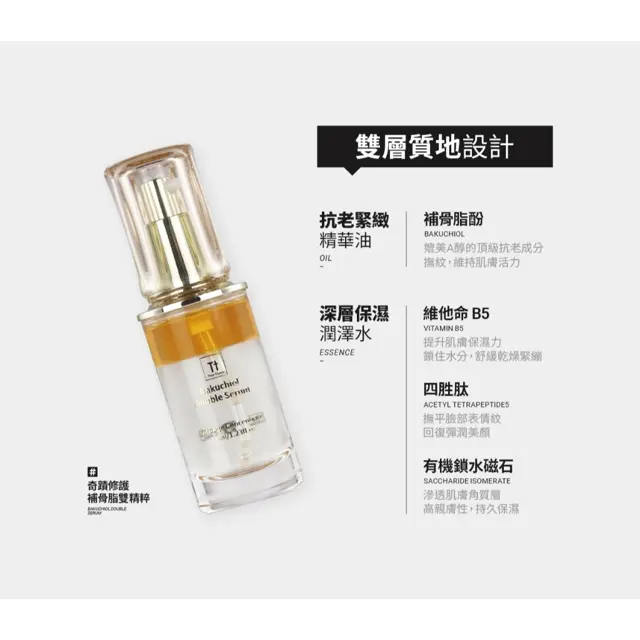 雙層質地設計
抗老緊緻
精華油
OIL
補骨脂酚
BAKUCHIOL
媲美A醇的頂級抗老成分
撫紋，維持肌膚活力
深層保濕
潤澤水
ESSENCE
維他命 B5
VITAMIN B5
提升肌膚保濕力
鎖住水分，舒緩乾燥緊繃
四胜肽
ACETYL TETRAPEPTIDE5
撫平臉部表情紋
回復彈潤美顏
有機鎖水磁石
SACCHARIDE ISOMERATE
滲透肌膚角質層
高親膚性，持久保濕
Tt
Bakuchiol
Double Serum
#
奇蹟修護
補骨脂雙精粹
BAKUCHIOL DOUBLE
SERUM